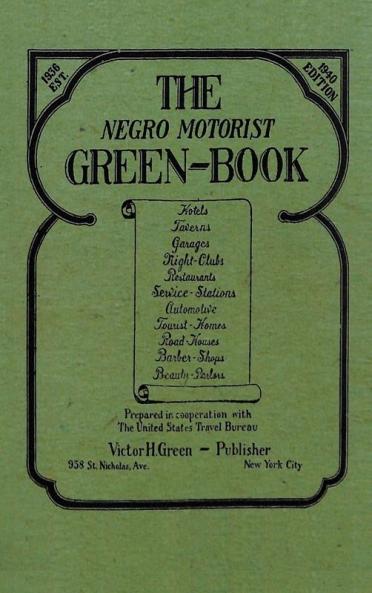 1936
EST.
1940
EDITION
THE
NEGRO MOTORIST
GREEN-BOOK
Hotels
Taverns
Garages
Night-Clubs
Restaurants
Service-Stations
Automotive
Tourist-Homes
Road-Houses
Barber-Shops
Beauty-Parlors
Prepared in cooperation with
The United States Travel Bureau
Victor H. Green - Publisher
938 St. Nicholas, Ave.
New York City